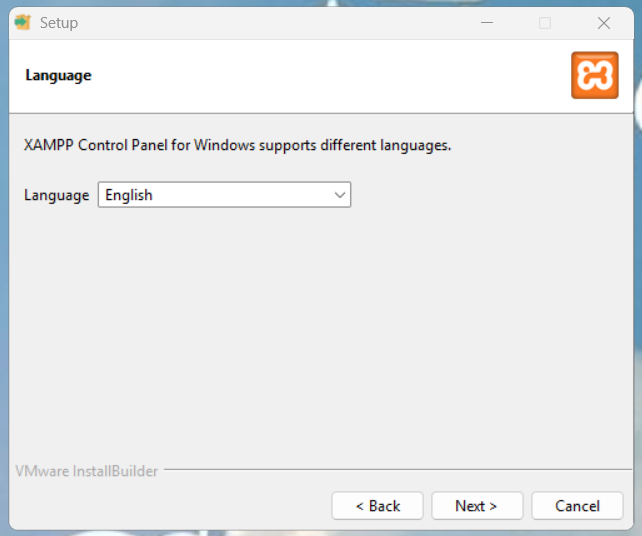 Setup
Language
XAMPP Control Panel for Windows supports different languages.
Language English
VMware InstallBuilder
< Back Next > Cancel